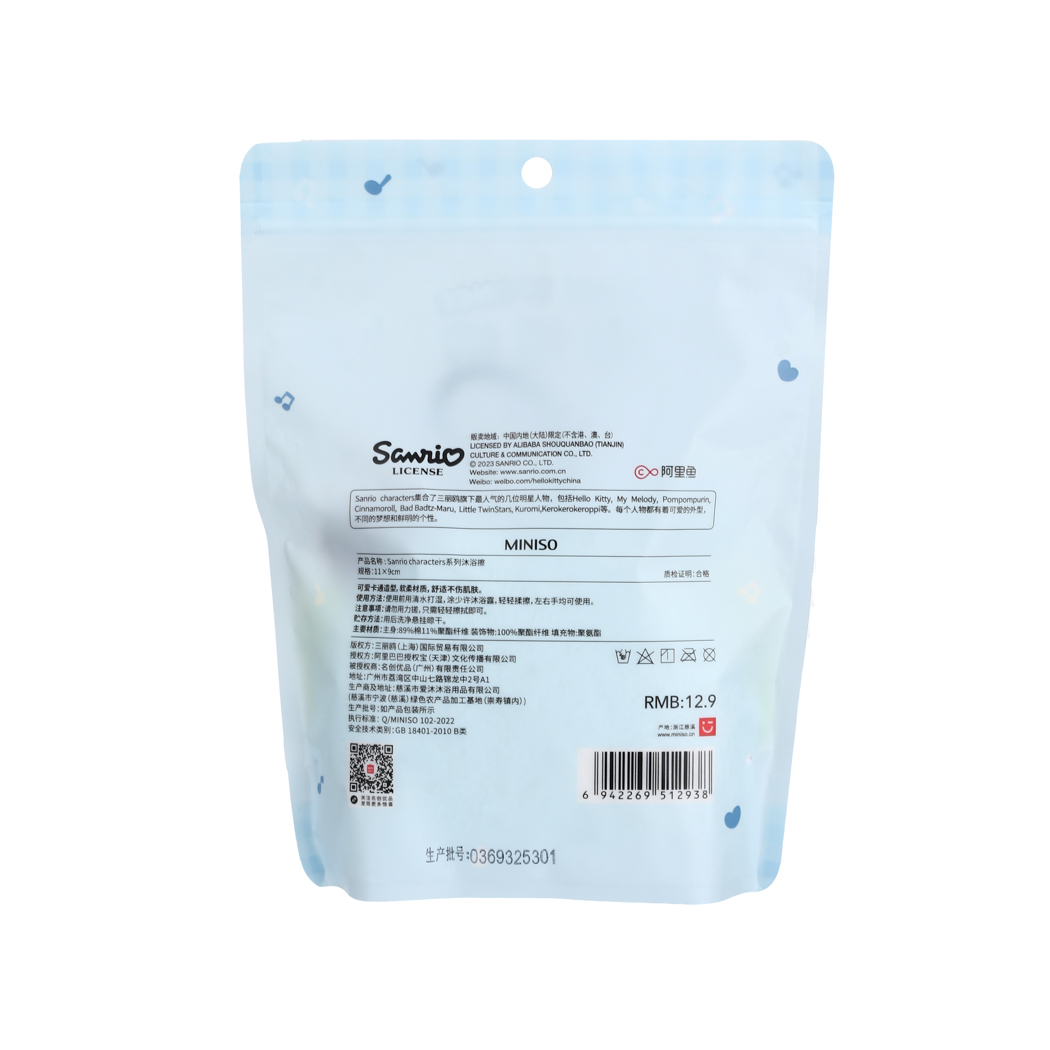 Sanrio
LICENSE
贩卖地域：中国内地(大陆)限定(不含港、澳、台)
LICENSED BY ALIBABA SHOUQUANBAO (TIANJIN)
CULTURE & COMMUNICATION CO., LTD.
© 2023 SANRIO CO., LTD.
Website: www.sanrio.com.cn
Weibo: weibo.com/hellokittychina
阿里鱼
Sanrio characters集合了三丽鸥旗下最人气的几位明星人物，包括Hello Kitty, My Melody, Pompompurin,
Cinnamoroll, Bad Badtz-Maru, Little TwinStars, Kuromi,Kerokerokeroppi等。每个人物都有着可爱的外型，
不同的梦想和鲜明的个性。
MINISO
产品名称：Sanrio characters系列沐浴擦
规格：11×9cm
质检证明：合格
可爱卡通造型，软柔材质，舒适不伤肌肤。
使用方法：使用前用清水打湿，涂少许沐浴露，轻轻揉擦，左右手均可使用。
注意事项：请勿用力搓，只需轻轻擦拭即可。
贮存方法：用后洗净悬挂晾干。
主要材质：主身:89%棉11%聚酯纤维 装饰物:100%聚酯纤维 填充物:聚氨酯
版权方：三丽鸥(上海)国际贸易有限公司
授权方：阿里巴巴授权宝（天津）文化传播有限公司
被授权商：名创优品（广州）有限责任公司
地址：广州市荔湾区中山七路锦龙中2号A1
生产商及地址：慈溪市爱沐沐浴用品有限公司
(慈溪市宁波(慈溪)绿色农产品加工基地(崇寿镇内))
生产批号：如产品包装所示
执行标准：Q/MINISO 102-2022
安全技术类别：GB 18401-2010 B类
RMB:12.9
产地：浙江慈溪
www.miniso.cn
关注名创优品
发现更多惊喜
6 942269 512938
生产批号:0369325301